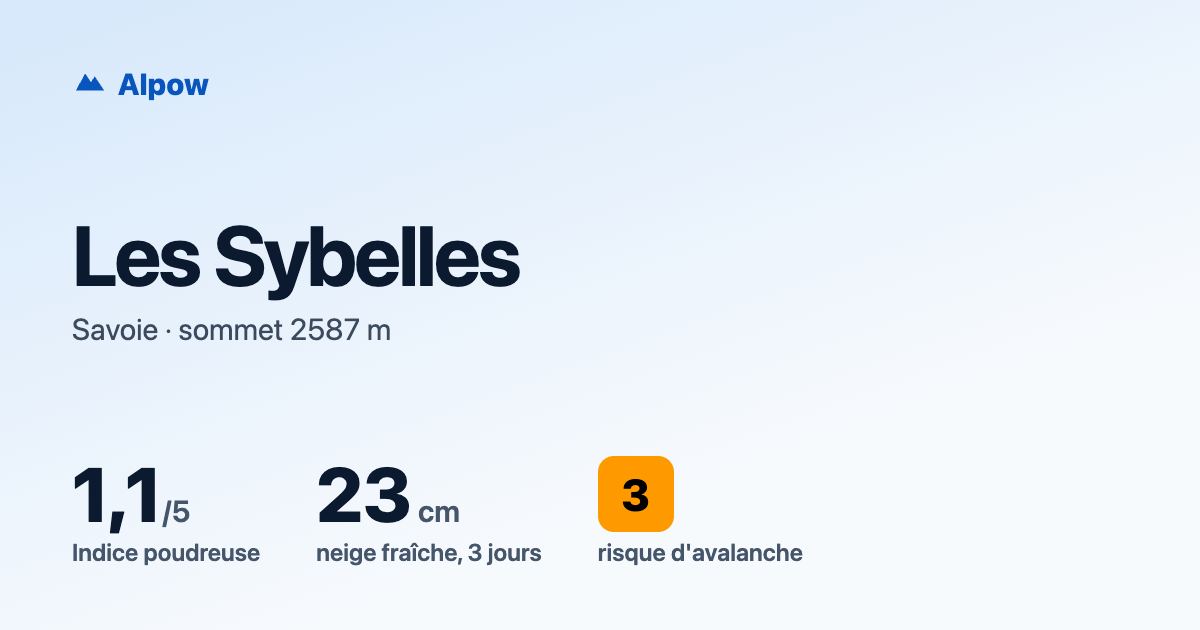 Alpow
Les Sybelles
Savoie · sommet 2587 m
1,1/5
Indice poudreuse
23 cm
neige fraîche, 3 jours
3
risque d'avalanche